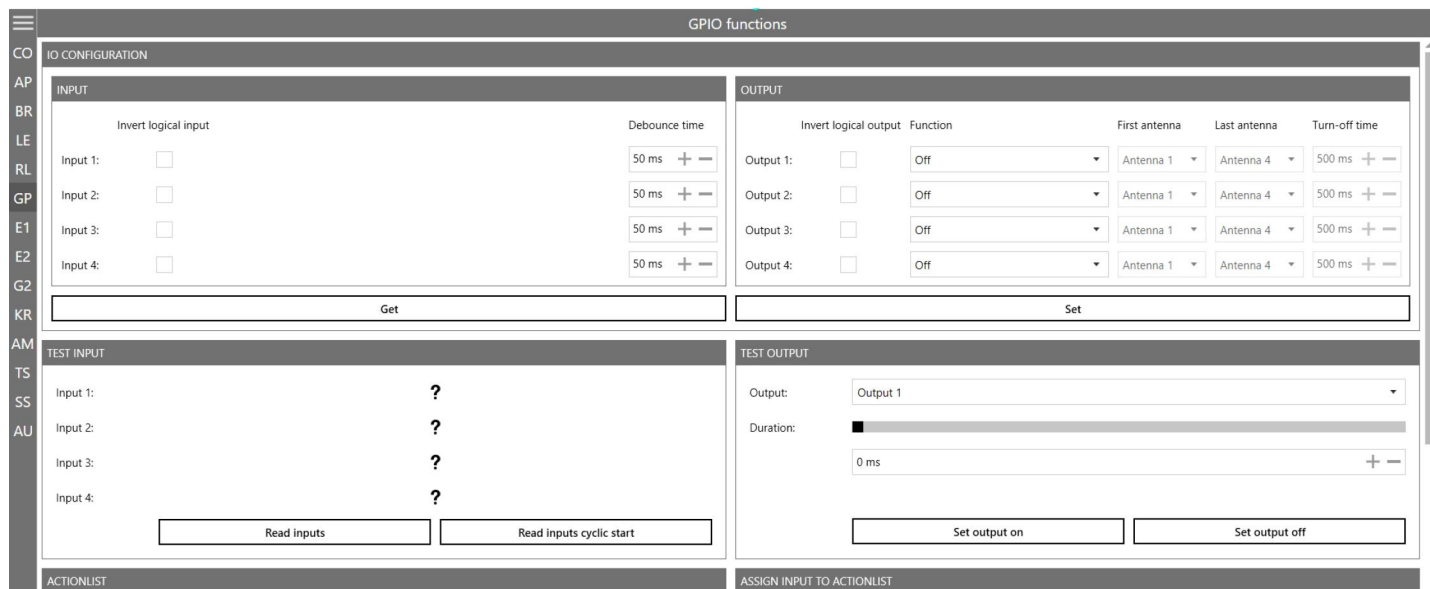 GPIO functions
CO
AP
BR
LE
RL
GP
E1
E2
G2
KR
AM
TS
SS
AU
IO CONFIGURATION
INPUT
Invert logical input Debounce time
Input 1: 50 ms
Input 2: 50 ms
Input 3: 50 ms
Input 4: 50 ms
Get
OUTPUT
Invert logical output Function First antenna Last antenna Turn-off time
Output 1: Off Antenna 1 Antenna 4 500 ms
Output 2: Off Antenna 1 Antenna 4 500 ms
Output 3: Off Antenna 1 Antenna 4 500 ms
Output 4: Off Antenna 1 Antenna 4 500 ms
Set
TEST INPUT
Input 1: ?
Input 2: ?
Input 3: ?
Input 4: ?
Read inputs Read inputs cyclic start
TEST OUTPUT
Output: Output 1
Duration:
0 ms
Set output on Set output off
ACTIONLIST
ASSIGN INPUT TO ACTIONLIST